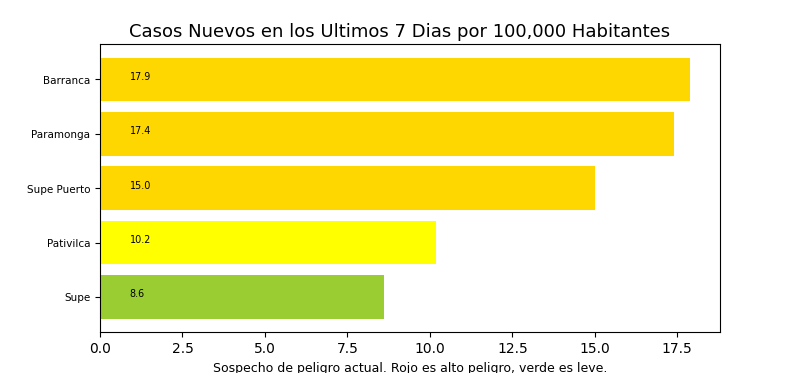 Casos Nuevos en los Ultimos 7 Dias por 100,000 Habitantes
Barranca 17.9
Paramonga 17.4
Supe Puerto 15.0
Pativilca 10.2
Supe 8.6
0.0 2.5 5.0 7.5 10.0 12.5 15.0 17.5
Sospecho de peligro actual. Rojo es alto peligro, verde es leve.